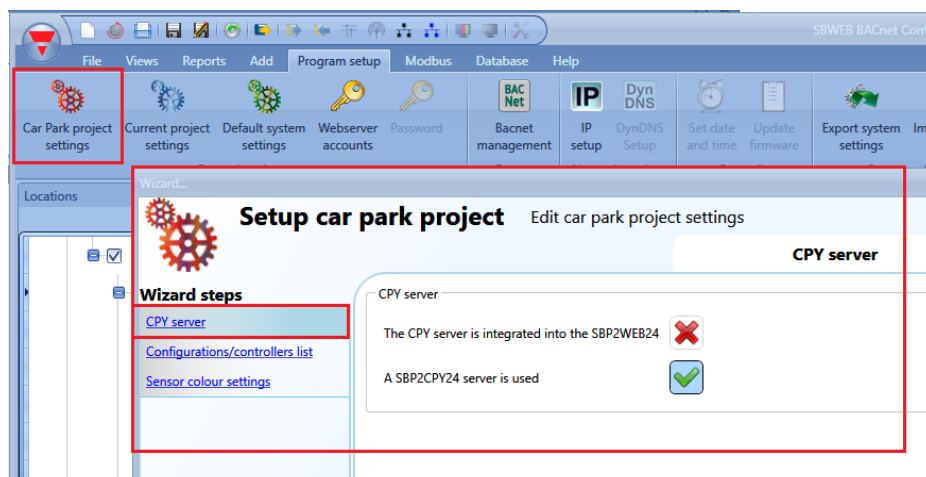 SBWEB BACnet Cont
File Views Reports Add Program setup Modbus Database Help
BAC
Net
IP
Dyn
DNS
Car Park project
settings
Current project
settings
Default system
settings
Webserver
accounts
Password
Bacnet
management
IP
setup
DynDNS
Setup
Set date
and time
Update
firmware
Export system
settings
Im
Locations
Wizard...
Setup car park project Edit car park project settings
CPY server
Wizard steps
CPY server
Configurations/controllers list
Sensor colour settings
CPY server
The CPY server is integrated into the SBP2WEB24
A SBP2CPY24 server is used